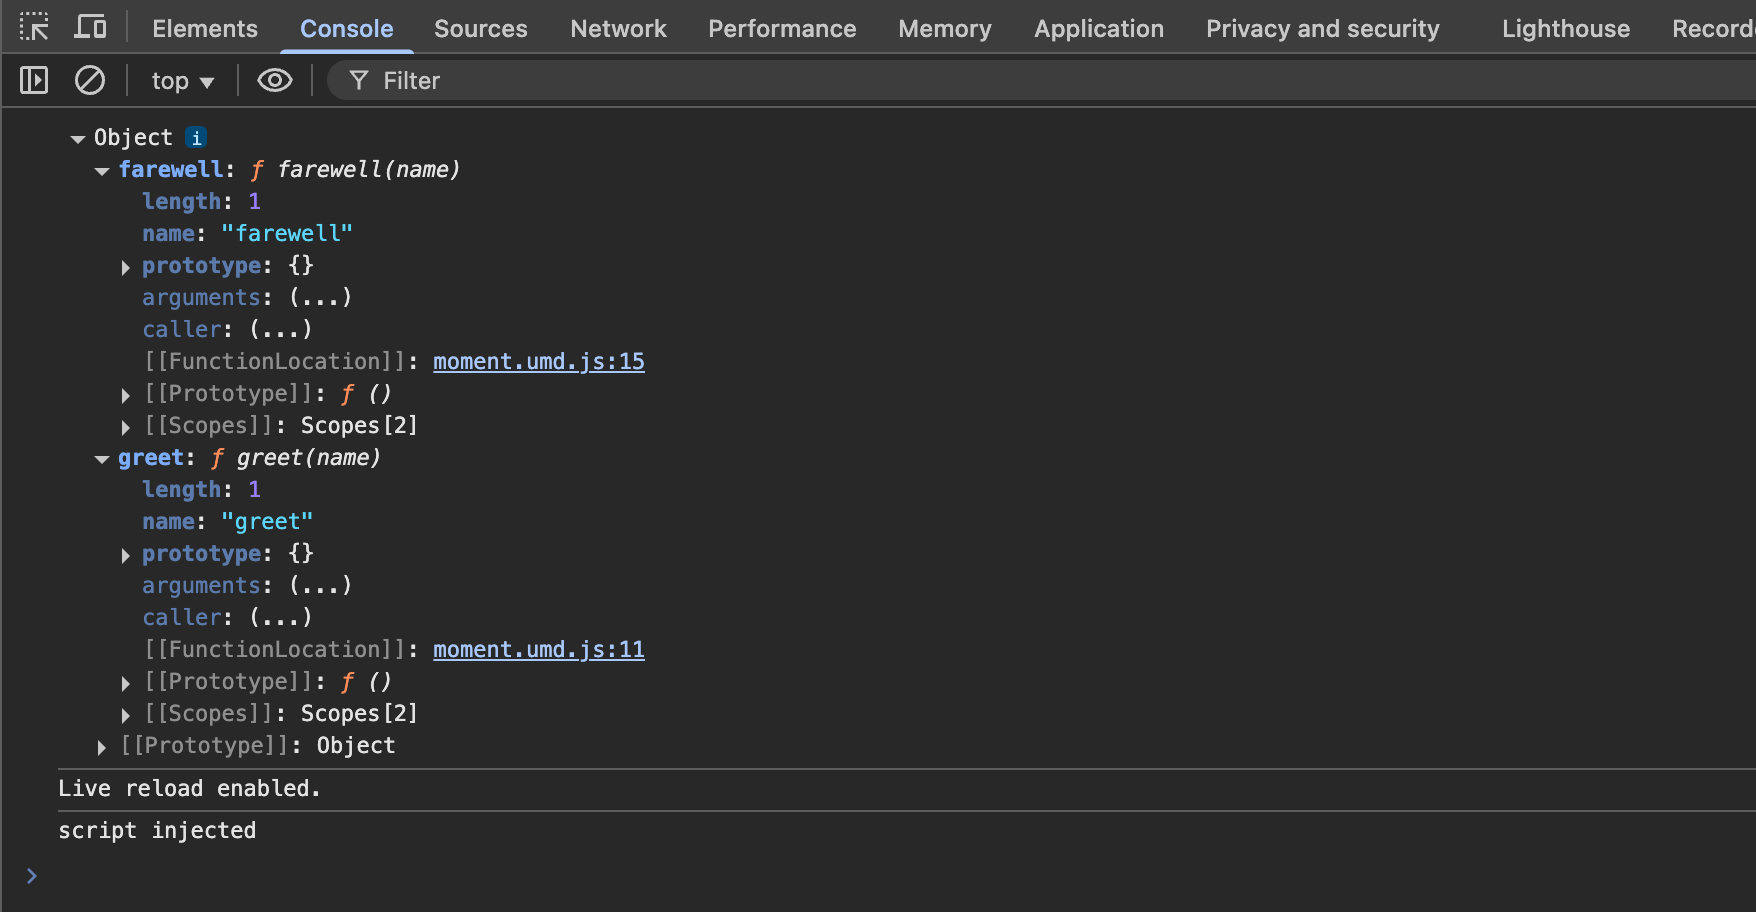 Elements Console Sources Network Performance Memory Application Privacy and security Lighthouse
top Filter
Object i
farewell: ƒ farewell(name)
length: 1
name: "farewell"
prototype: {}
arguments: (...)
caller: (...)
[[FunctionLocation]]: moment.umd.js:15
[[Prototype]]: ƒ ()
[[Scopes]]: Scopes[2]
greet: ƒ greet(name)
length: 1
name: "greet"
prototype: {}
arguments: (...)
caller: (...)
[[FunctionLocation]]: moment.umd.js:11
[[Prototype]]: ƒ ()
[[Scopes]]: Scopes[2]
[[Prototype]]: Object
Live reload enabled.
script injected